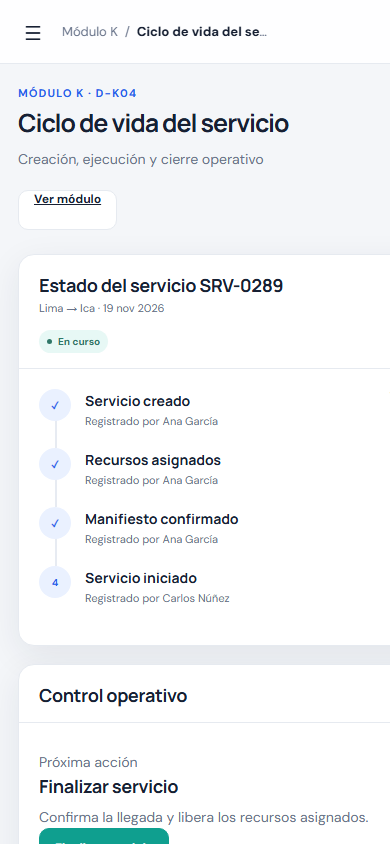 Módulo K / Ciclo de vida del se…
MÓDULO K · D-K04
Ciclo de vida del servicio
Creación, ejecución y cierre operativo
Ver módulo
Estado del servicio SRV-0289
Lima → Ica · 19 nov 2026
En curso
✓ Servicio creado
Registrado por Ana García
✓ Recursos asignados
Registrado por Ana García
✓ Manifiesto confirmado
Registrado por Ana García
4 Servicio iniciado
Registrado por Carlos Núñez
Control operativo
Próxima acción
Finalizar servicio
Confirma la llegada y libera los recursos asignados.